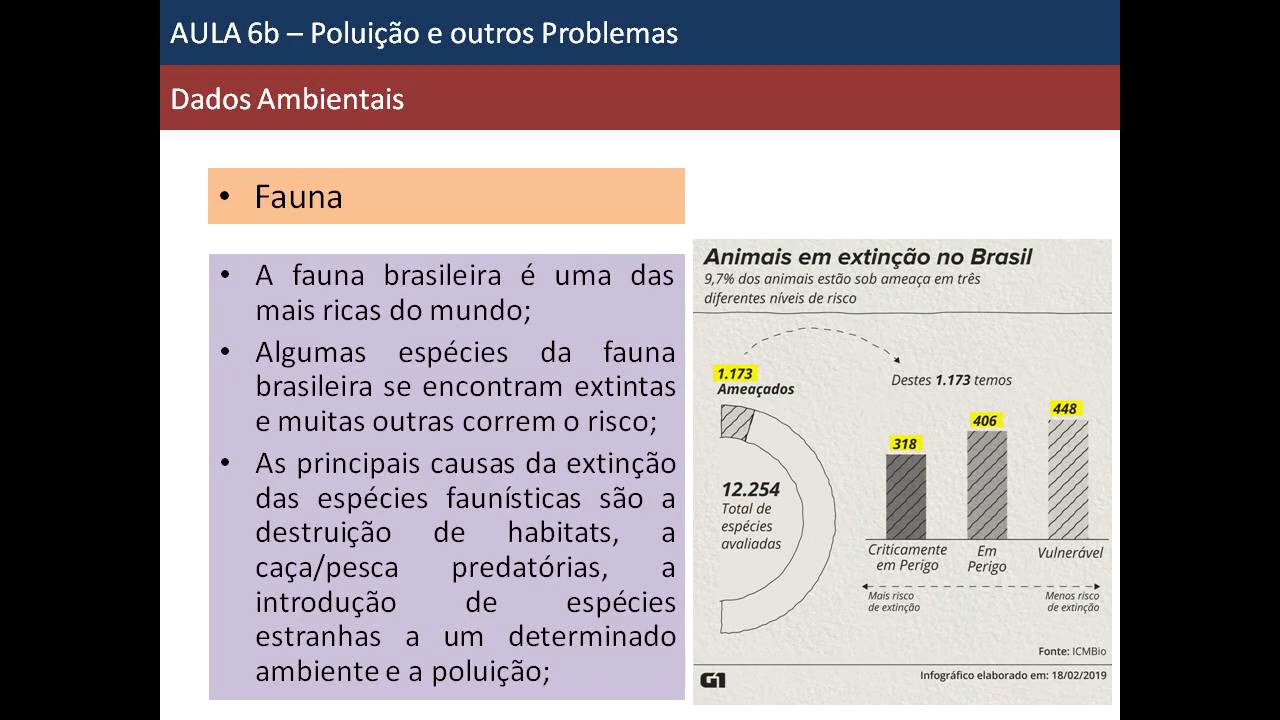 AULA 6b – Poluição e outros Problemas
Dados Ambientais
• Fauna
• A fauna brasileira é uma das
mais ricas do mundo;
• Algumas espécies da fauna
brasileira se encontram extintas
e muitas outras correm o risco;
• As principais causas da extinção
das espécies faunísticas são a
destruição de habitats, a
caça/pesca predatórias, a
introdução de espécies
estranhas a um determinado
ambiente e a poluição;
Animais em extinção no Brasil
9,7% dos animais estão sob ameaça em três
diferentes níveis de risco
1.173
Ameaçados
12.254
Total de
espécies
avaliadas
Destes 1.173 temos
318
406
448
Criticamente
em Perigo
Em
Perigo
Vulnerável
Mais risco
de extinção
Menos risco
de extinção
Fonte: ICMBio
G1
Infográfico elaborado em: 18/02/2019